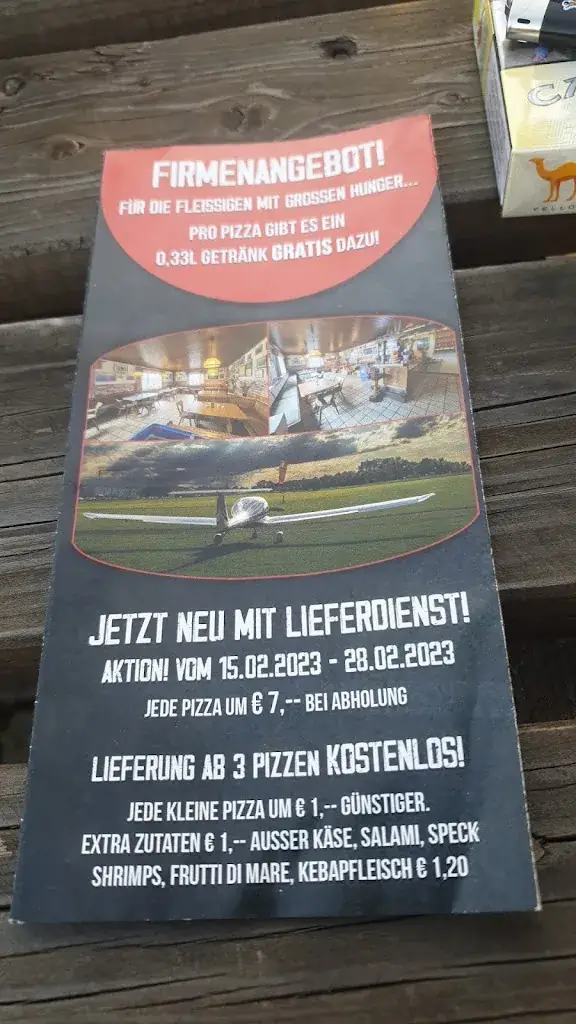 FIRMENANGEBOT!
FÜR DIE FLEISSIGEN MIT GROSSEN HUNGER...
PRO PIZZA GIBT ES EIN
0,33L GETRÄNK GRATIS DAZU!
JETZT NEU MIT LIEFERDIENST!
AKTION! VOM 15.02.2023 - 28.02.2023
JEDE PIZZA UM € 7,-- BEI ABHOLUNG
LIEFERUNG AB 3 PIZZEN KOSTENLOS!
JEDE KLEINE PIZZA UM € 1,-- GÜNSTIGER.
EXTRA ZUTATEN € 1,-- AUSSER KÄSE, SALAMI, SPECK
SHRIMPS, FRUTTI DI MARE, KEBAPFLEISCH € 1,20